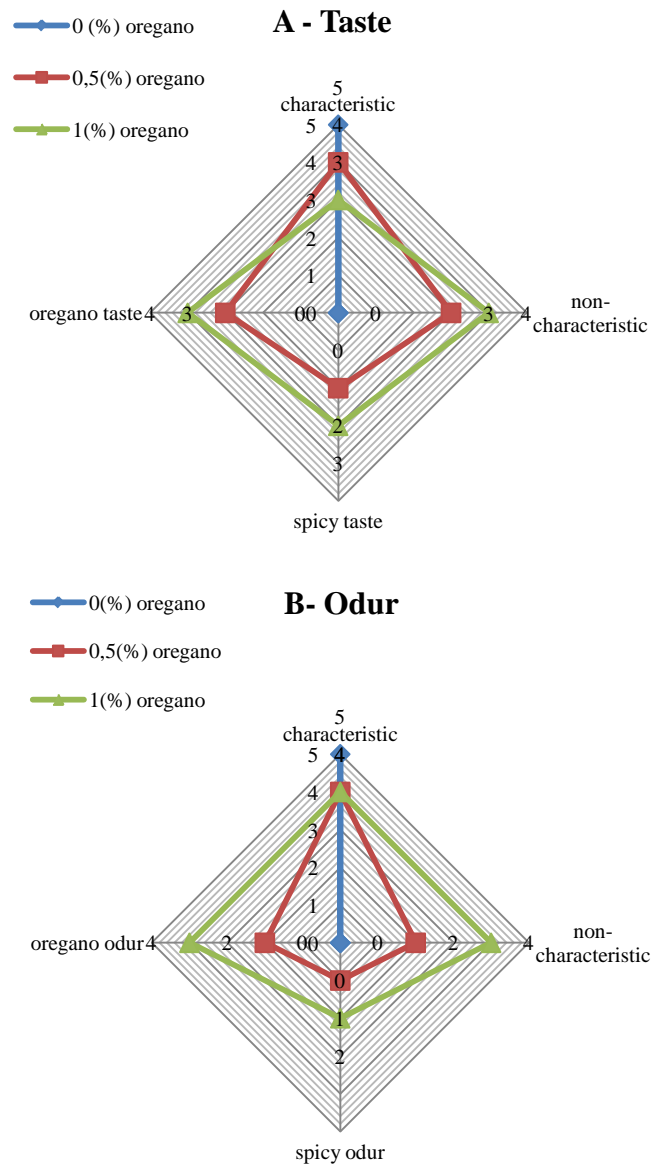 A - Taste
0 (%) oregano
0,5(%) oregano
1(%) oregano
5
characteristic
5 4
4 3
3
2
1
oregano taste 4 3 00 0 3 4 non-
characteristic
0
2
3
spicy taste
B- Odur
0(%) oregano
0,5(%) oregano
1(%) oregano
5
characteristic
5 4
4
3
2
1
oregano odur 4 2 00 0 2 4 non-
characteristic
0
1
2
spicy odur